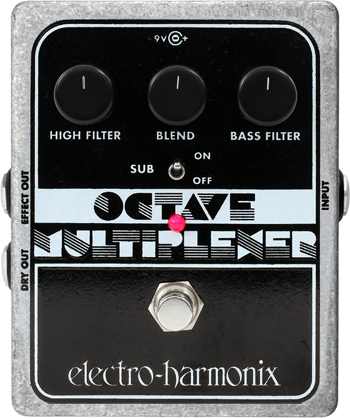 9V +
HIGH FILTER BLEND BASS FILTER
SUB ON
OFF
EFFECT OUT
DRY OUT
INPUT
OCTAVE
MULTIPLEXER
electro-harmonix